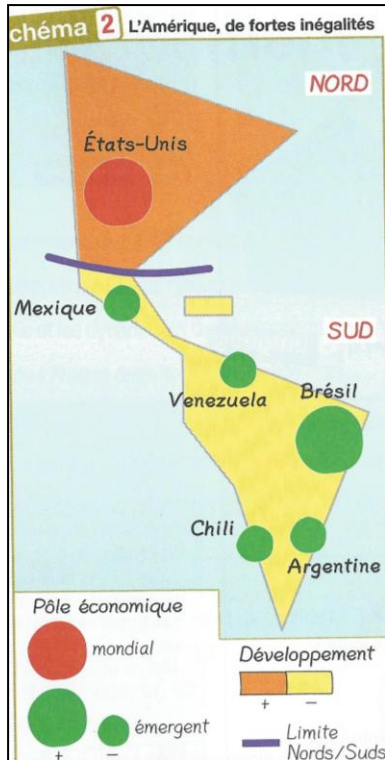 chéma 2 L'Amérique, de fortes inégalités
NORD
États-Unis
Mexique
SUD
Venezuela
Brésil
Chili
Argentine
Pôle économique
mondial
émergent
+ −
Développement
+ −
Limite
Nords/Suds